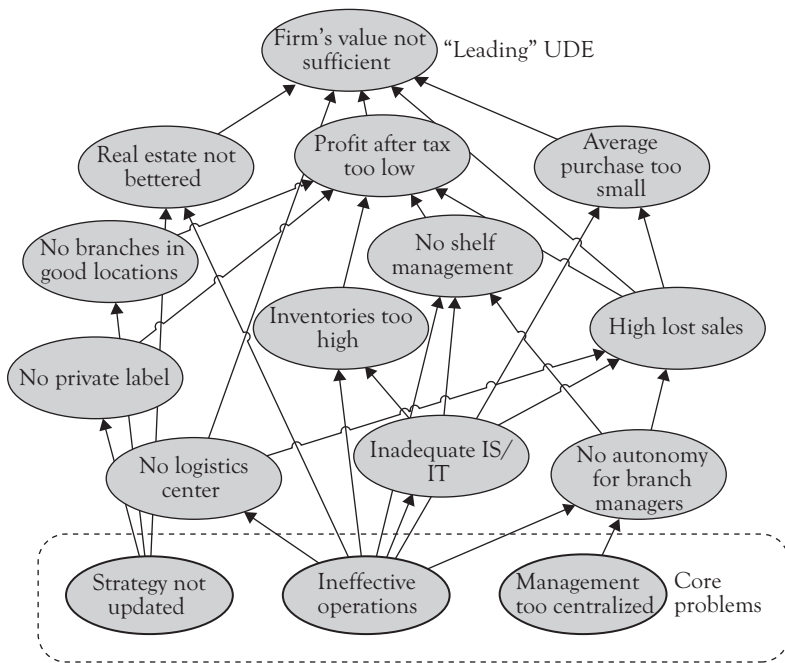 Firm's value not
sufficient
“Leading” UDE
Real estate not
bettered
Profit after tax
too low
Average
purchase too
small
No branches in
good locations
No shelf
management
Inventories too
high
High lost sales
No private label
No logistics
center
Inadequate IS/
IT
No autonomy
for branch
managers
Strategy not
updated
Ineffective
operations
Management
too centralized
Core
problems